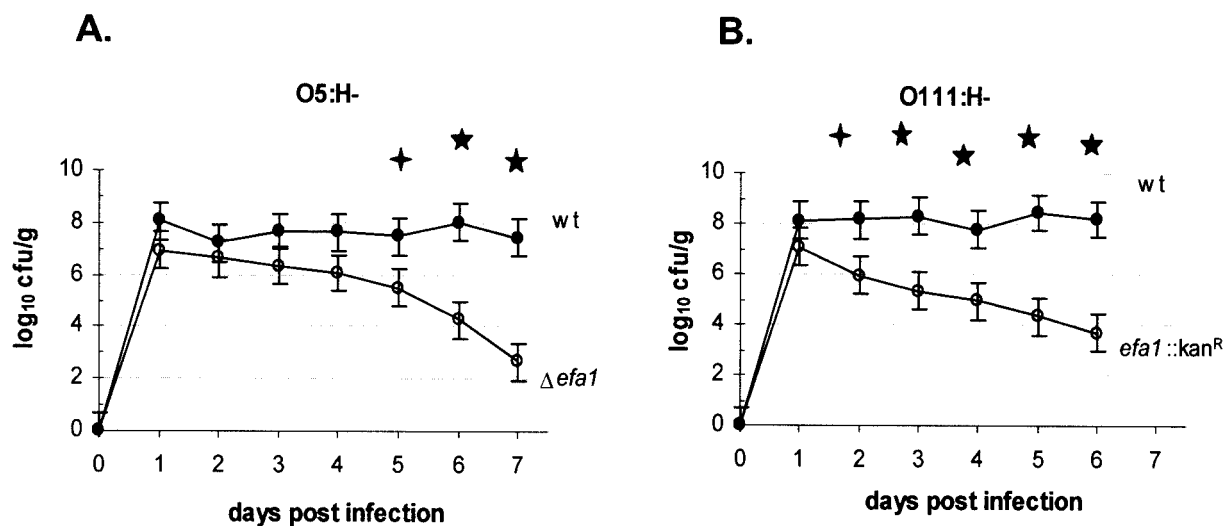 A.
O5:H-
10
8
6
4
2
0
log₁₀ cfu/g
wt
Δefa1
0 1 2 3 4 5 6 7
days post infection
B.
O111:H-
10
8
6
4
2
0
log₁₀ cfu/g
wt
efa1::kanᴿ
0 1 2 3 4 5 6 7
days post infection